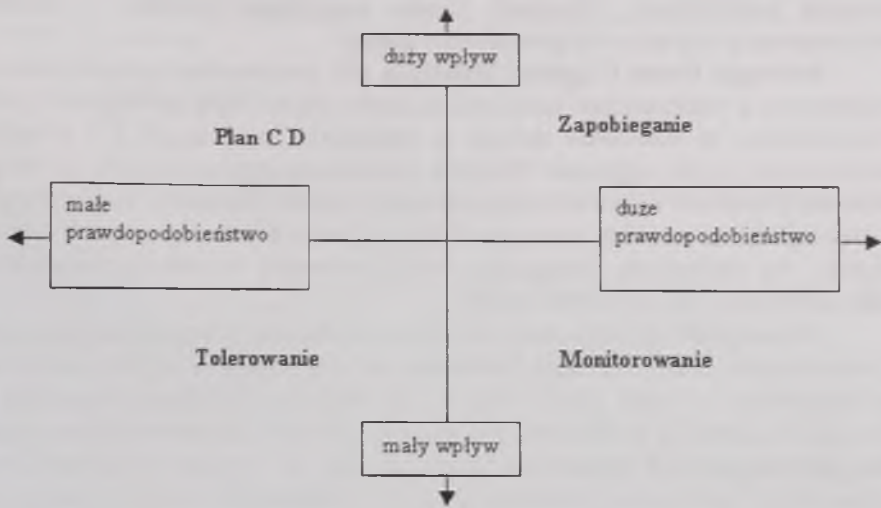 duży wpływ
Plan C D
Zapobieganie
małe
prawdopodobieństwo
duże
prawdopodobieństwo
Tolerowanie
Monitorowanie
mały wpływ